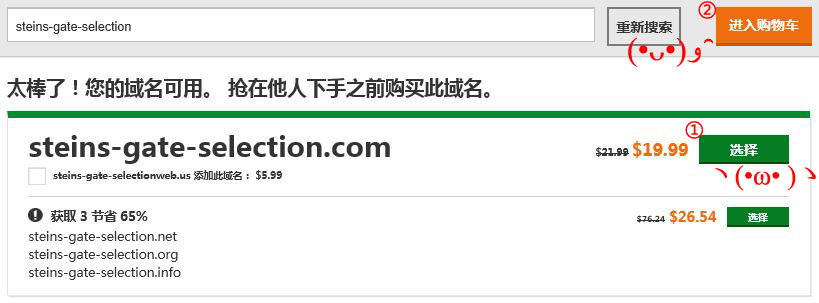 steins-gate-selection
重新搜索
②
进入购物车
(•ᴗ•)و ̑̑
太棒了！您的域名可用。 抢在他人下手之前购买此域名。
steins-gate-selection.com
$21.99 $19.99
①
选择
ヽ(•ω• )ゝ
steins-gate-selectionweb.us 添加此域名： $5.99
获取 3 节省 65%
$76.24 $26.54
选择
steins-gate-selection.net
steins-gate-selection.org
steins-gate-selection.info